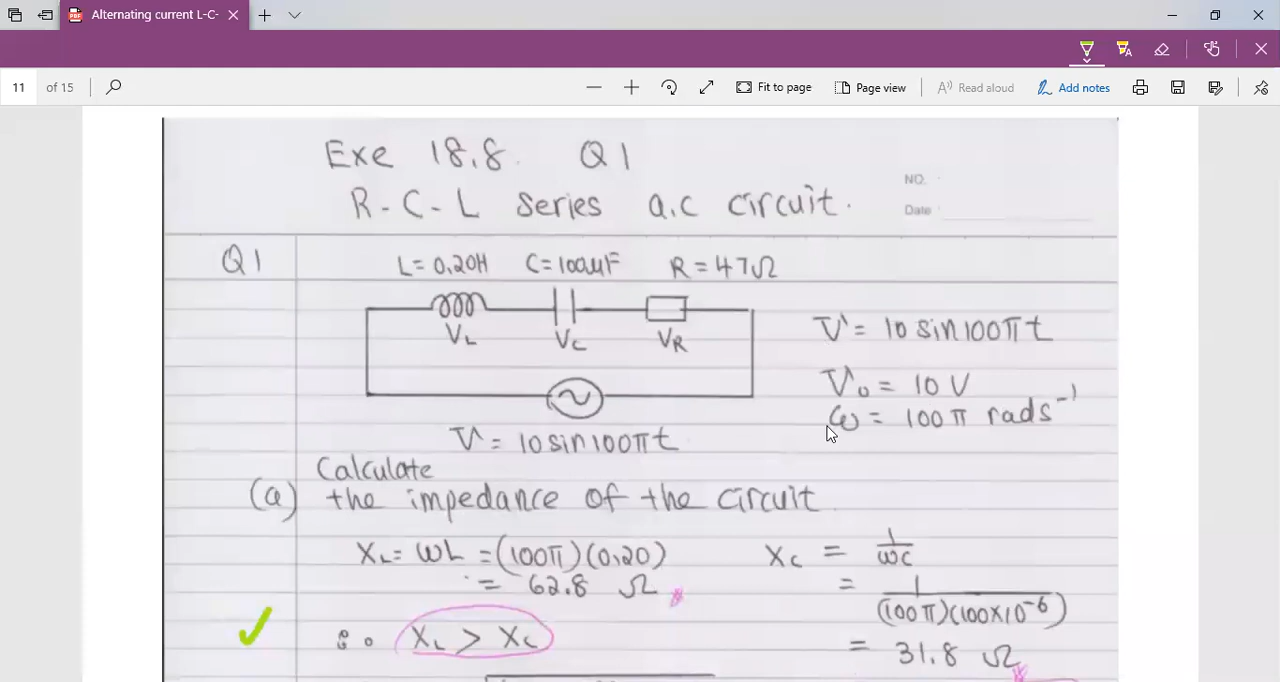 Alternating current L-C-
11 of 15
Fit to page
Page view
Read aloud
Add notes
Exe 18.8. Q1
R-C-L series a.c circuit.
NO.
Date
Q1
L=0.20H C=100μF R=47Ω
V_L V_C V_R
V = 10 sin 100πt
V = 10 sin 100πt
V₀ = 10 V
ω = 100π rads⁻¹
Calculate
(a) the impedance of the circuit
X_L = ωL = (100π)(0.20)
= 62.8 Ω
X_C = 1/ωC
= 1/(100π)(100×10⁻⁶)
= 31.8 Ω
∴ X_L > X_C